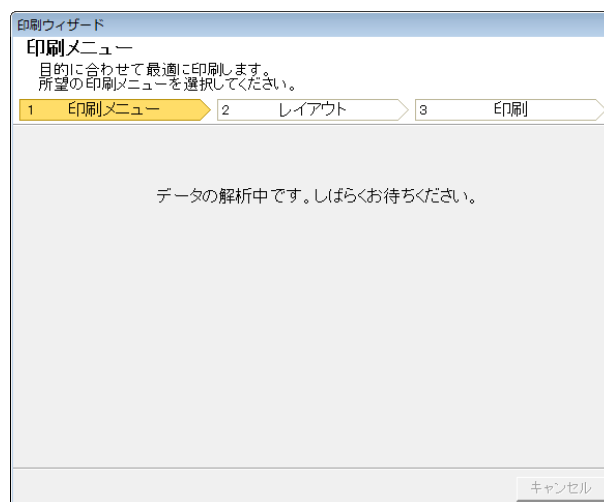 印刷ウィザード
印刷メニュー
目的に合わせて最適に印刷します。
所望の印刷メニューを選択してください。
1 印刷メニュー 2 レイアウト 3 印刷
データの解析中です。しばらくお待ちください。
キャンセル